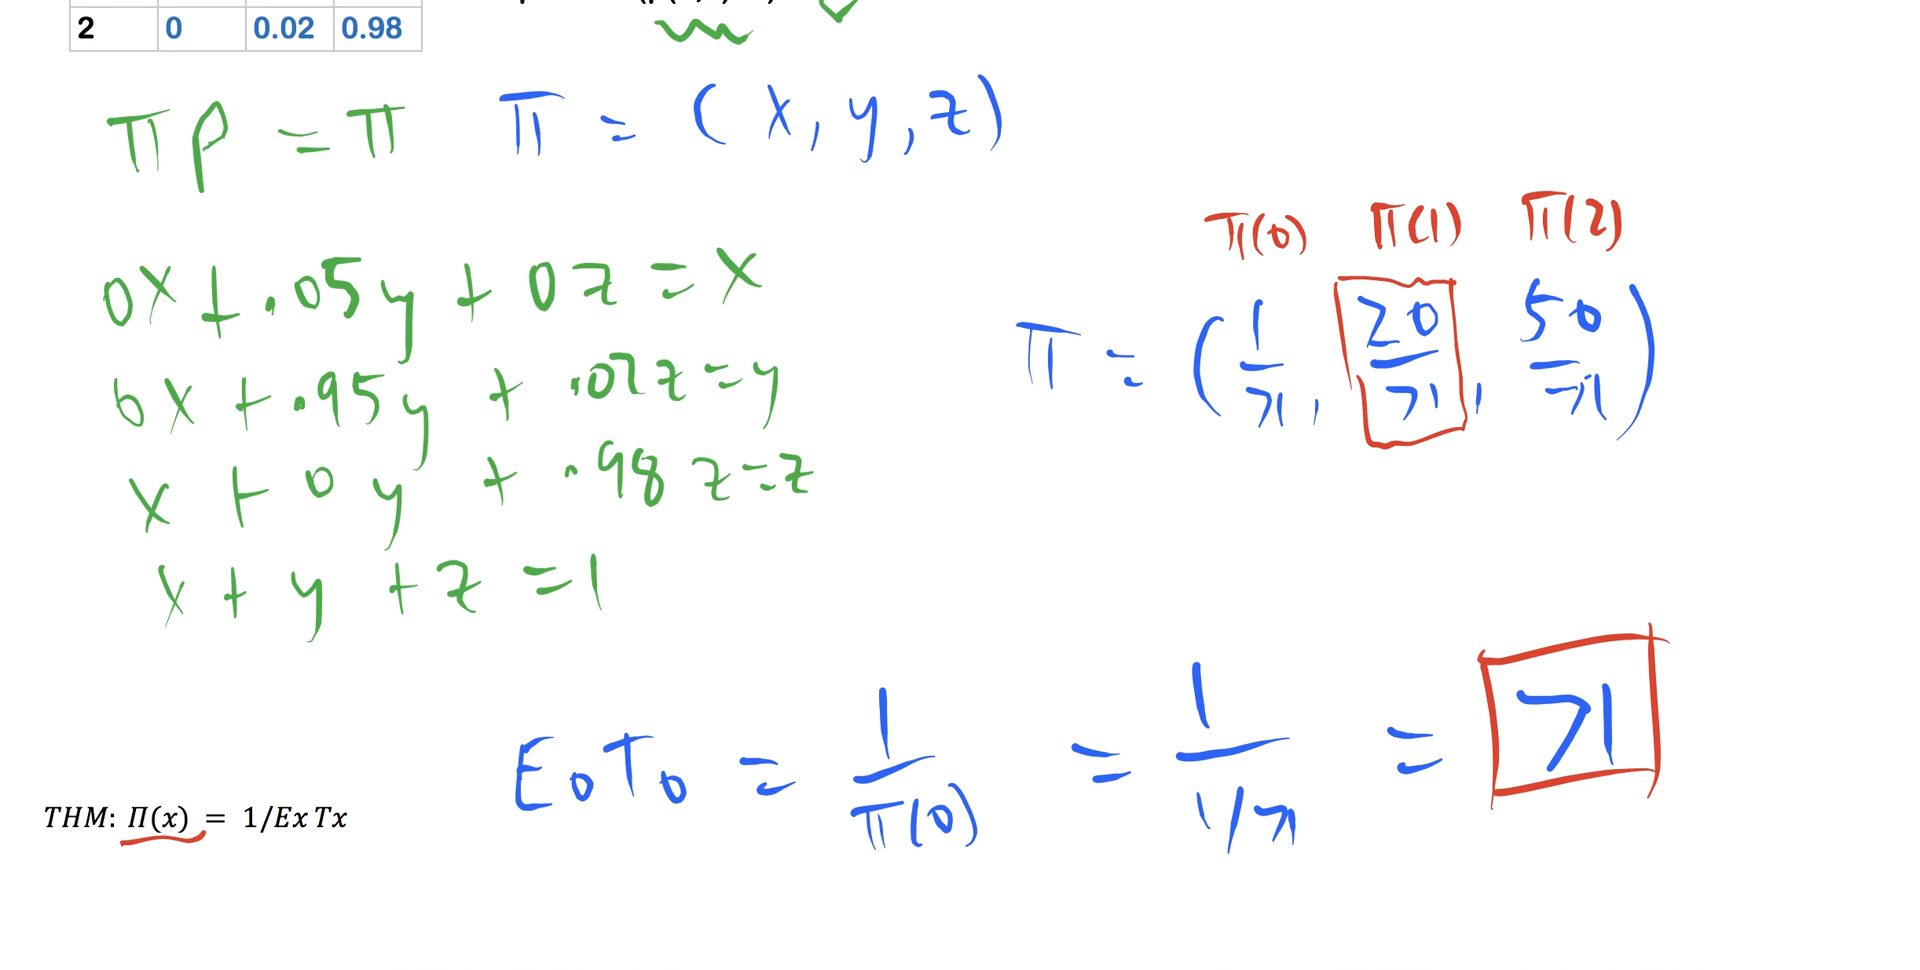 2 0 0.02 0.98
πP = π π = (x, y, z)
π(0) π(1) π(2)
0x + .05y + 0z = x
π = (1/71, 20/71, 50/71)
0x + .95y + .02z = y
x + 0y + .98z = z
x + y + z = 1
E0T0 = 1/π(0) = 1/1/71 = 71
THM: Π(x) = 1/Ex Tx